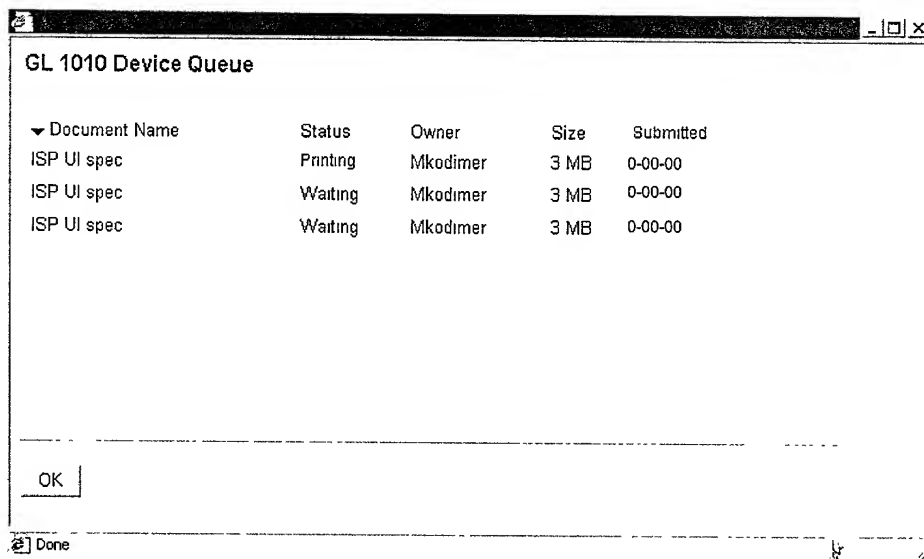 GL 1010 Device Queue
Document Name Status Owner Size Submitted
ISP UI spec Printing Mkodimer 3 MB 0-00-00
ISP UI spec Waiting Mkodimer 3 MB 0-00-00
ISP UI spec Waiting Mkodimer 3 MB 0-00-00
OK
Done